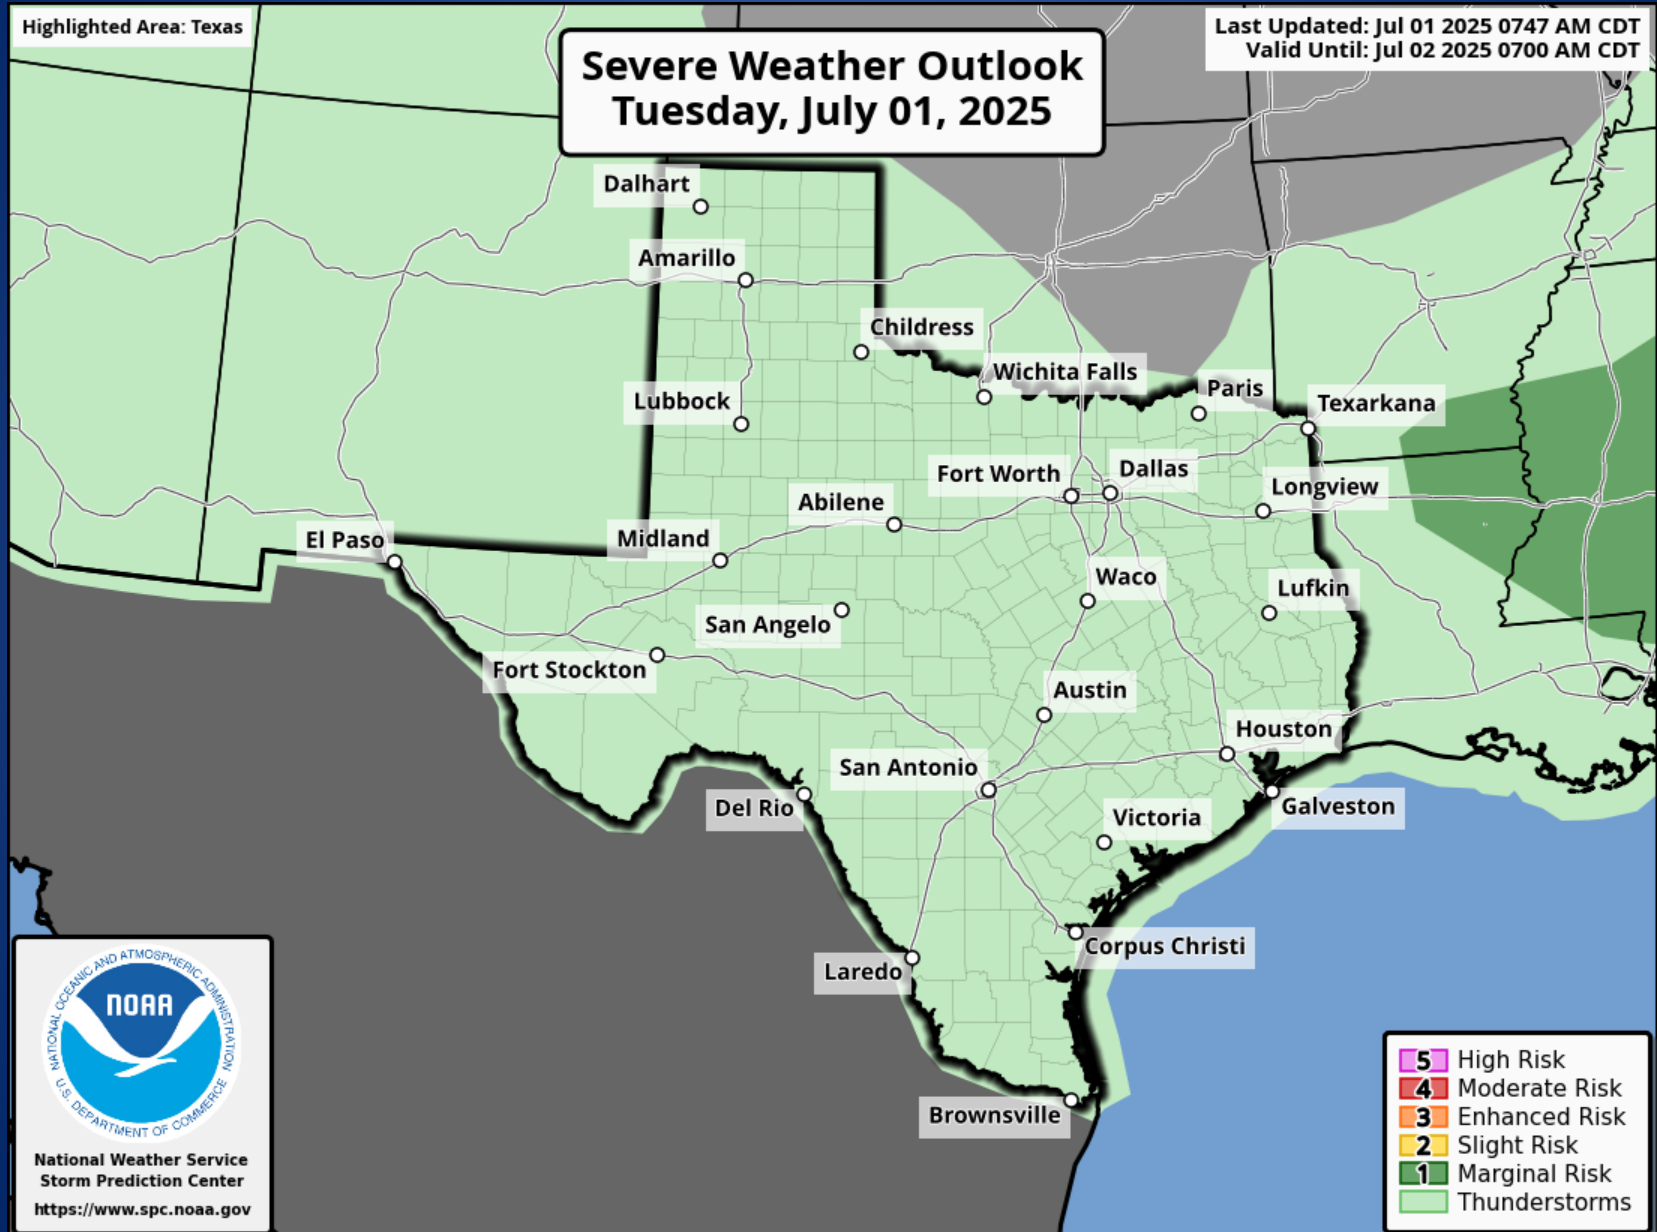 Highlighted Area: Texas
Last Updated: Jul 01 2025 0747 AM CDT
Valid Until: Jul 02 2025 0700 AM CDT
Severe Weather Outlook
Tuesday, July 01, 2025
Dalhart
Amarillo
Childress
Wichita Falls
Paris
Lubbock
Texarkana
Fort Worth
Dallas
Longview
Abilene
El Paso
Midland
Waco
Lufkin
San Angelo
Fort Stockton
Austin
Houston
San Antonio
Del Rio
Galveston
Victoria
Corpus Christi
Laredo
Brownsville
NATIONAL OCEANIC AND ATMOSPHERIC ADMINISTRATION
NOAA
U.S. DEPARTMENT OF COMMERCE
National Weather Service
Storm Prediction Center
https://www.spc.noaa.gov
5 High Risk
4 Moderate Risk
3 Enhanced Risk
2 Slight Risk
1 Marginal Risk
Thunderstorms